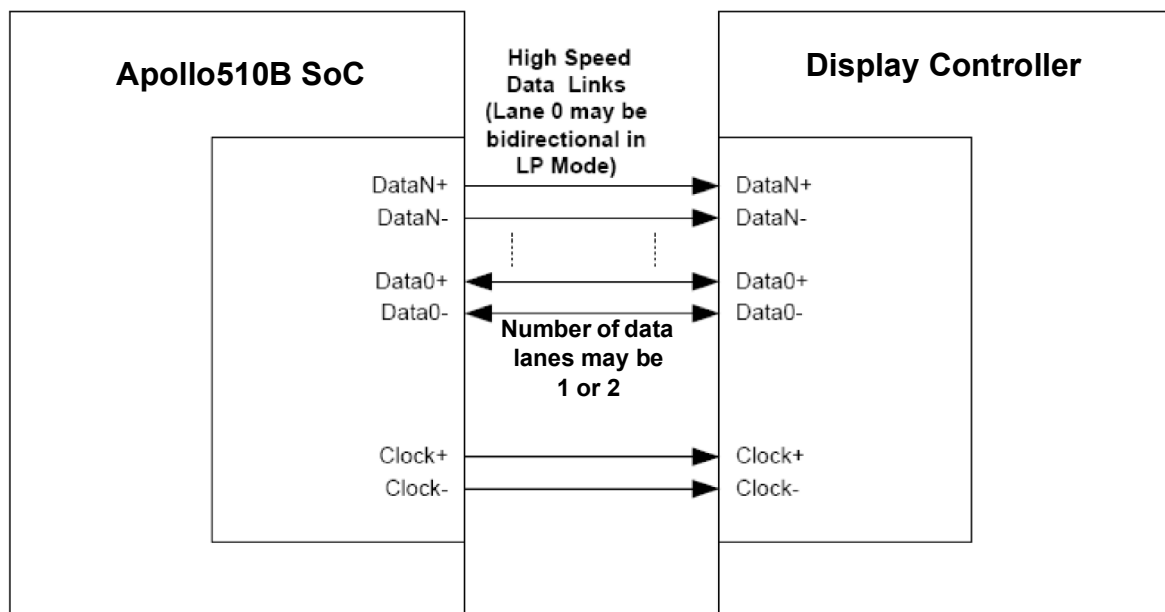 Apollo510B SoC
High Speed
Data Links
(Lane 0 may be
bidirectional in
LP Mode)
Display Controller
DataN+
DataN+
DataN-
DataN-
Data0+
Data0+
Data0-
Data0-
Number of data
lanes may be
1 or 2
Clock+
Clock+
Clock-
Clock-